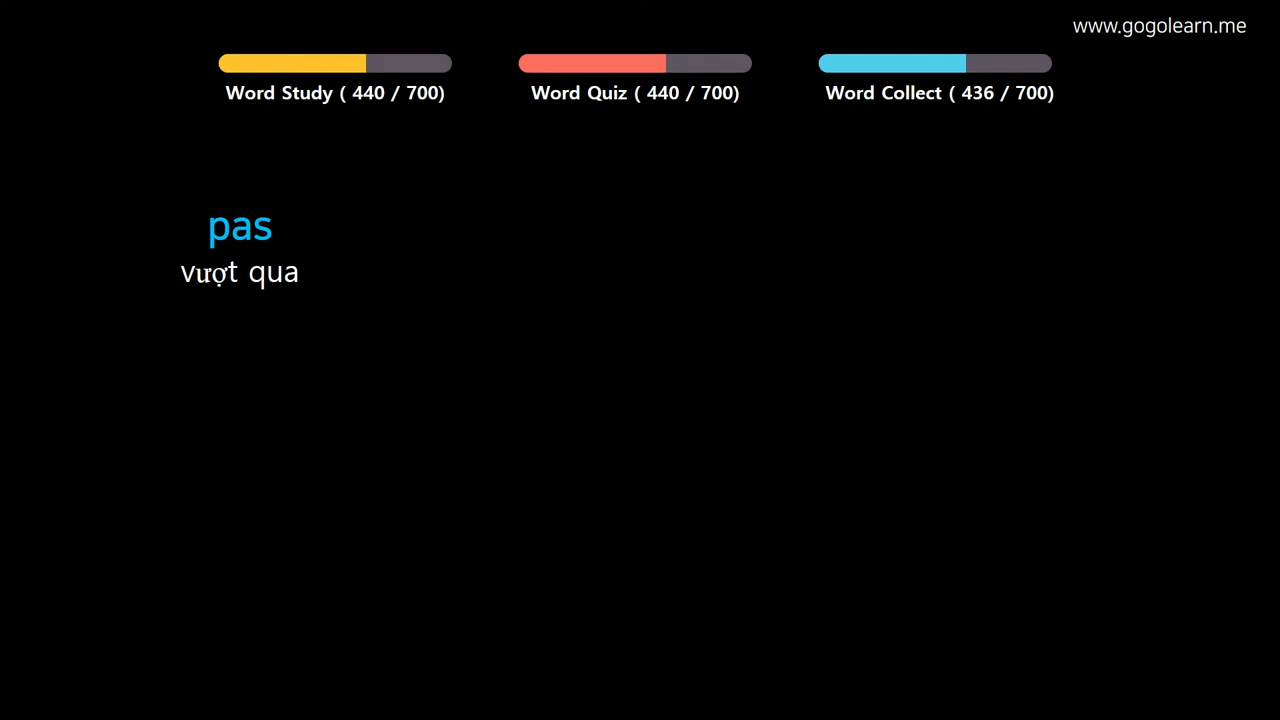 www.gogolearn.me
Word Study ( 440 / 700)
Word Quiz ( 440 / 700)
Word Collect ( 436 / 700)
pas
vượt qua